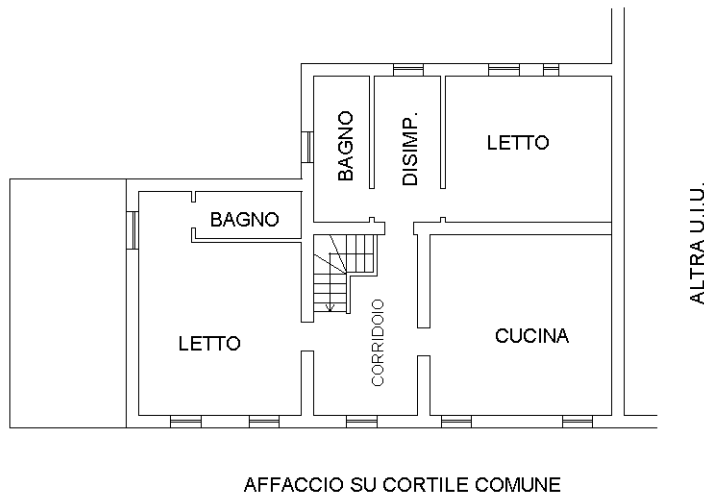 BAGNO
DISIMP.
LETTO
BAGNO
LETTO
CORRIDOIO
CUCINA
ALTRA U.I.U.
AFFACCIO SU CORTILE COMUNE